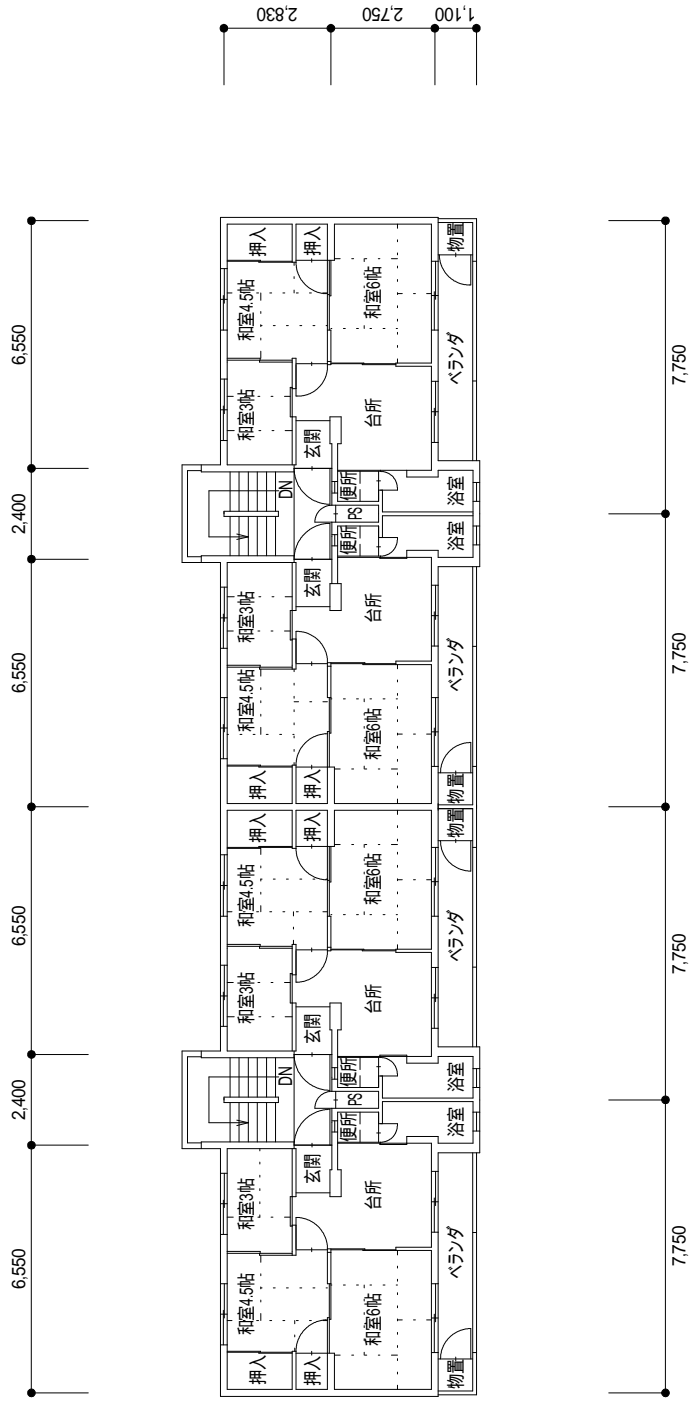 2,830
2,750
1,100
6,550
2,400
6,550
6,550
2,400
6,550
押入
押入
和室4.5帖
和室6帖
物置
和室3帖
玄関
台所
ベランダ
DN
便所
PS
便所
浴室
浴室
和室3帖
玄関
台所
ベランダ
和室4.5帖
和室6帖
押入
押入
物置
押入
押入
物置
和室4.5帖
和室6帖
和室3帖
玄関
台所
ベランダ
DN
便所
PS
便所
浴室
浴室
和室3帖
玄関
台所
ベランダ
和室4.5帖
和室6帖
押入
押入
物置
7,750
7,750
7,750
7,750